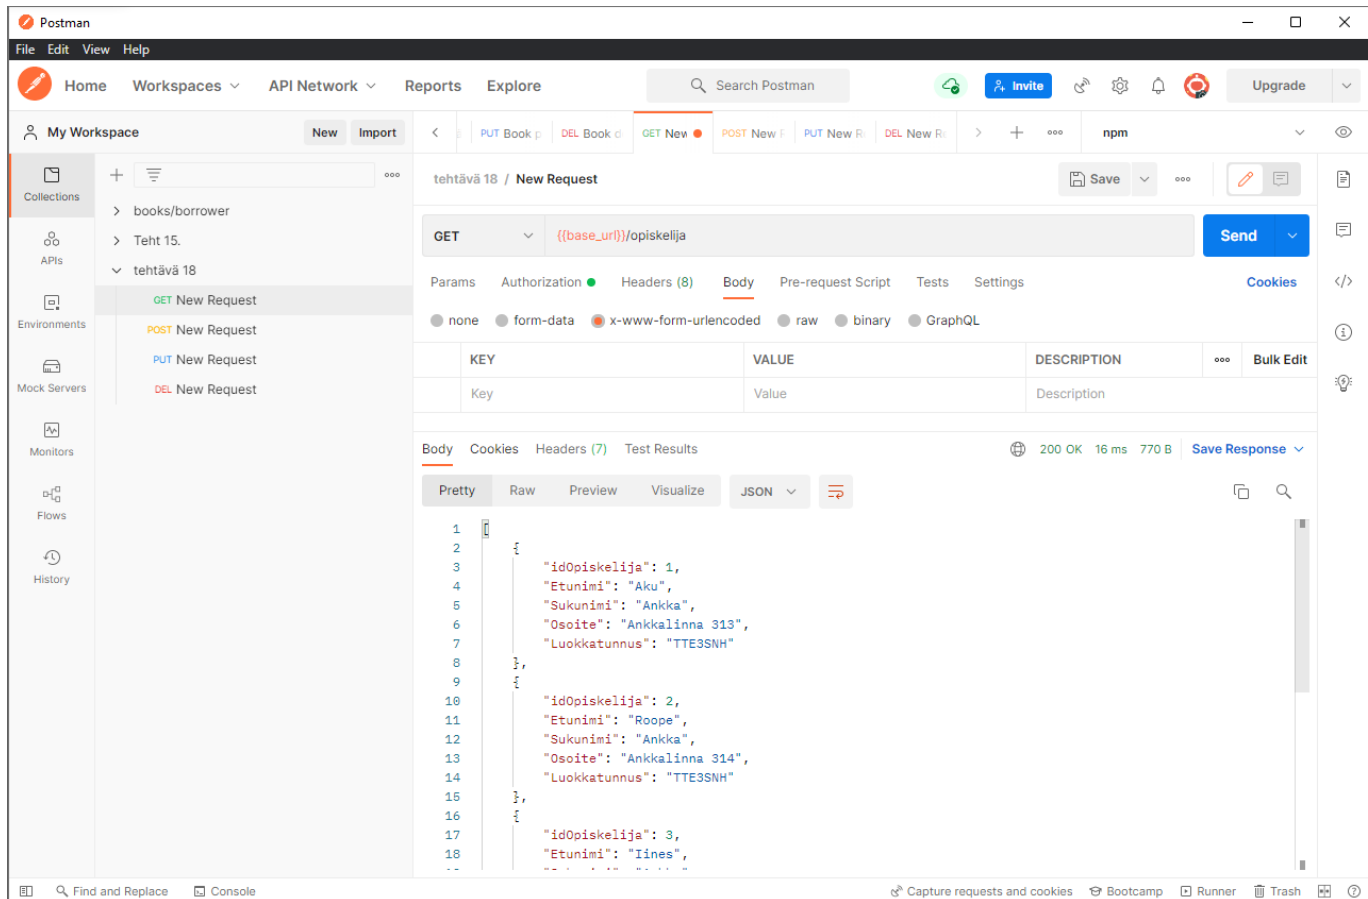 Postman
File Edit View Help
Home Workspaces API Network Reports Explore Search Postman Invite Upgrade
My Workspace New Import PUT Book p DEL Book d GET New POST New PUT New R DEL New Re npm
Collections
APIs
Environments
Mock Servers
Monitors
Flows
History
books/borrower
Teht 15.
tehtävä 18
GET New Request
POST New Request
PUT New Request
DEL New Request
tehtävä 18 / New Request Save
GET {{base_url}}/opiskelija Send
Params Authorization Headers (8) Body Pre-request Script Tests Settings Cookies
none form-data x-www-form-urlencoded raw binary GraphQL
KEY VALUE DESCRIPTION Bulk Edit
Key Value Description
Body Cookies Headers (7) Test Results 200 OK 16 ms 770 B Save Response
Pretty Raw Preview Visualize JSON
1 [
2 {
3 "idOpiskelija": 1,
4 "Etunimi": "Aku",
5 "Sukunimi": "Ankka",
6 "Osoite": "Ankkalinna 313",
7 "Luokkatunnus": "TTE3SNH"
8 },
9 {
10 "idOpiskelija": 2,
11 "Etunimi": "Roope",
12 "Sukunimi": "Ankka",
13 "Osoite": "Ankkalinna 314",
14 "Luokkatunnus": "TTE3SNH"
15 },
16 {
17 "idOpiskelija": 3,
18 "Etunimi": "Iines",
Find and Replace Console Capture requests and cookies Bootcamp Runner Trash